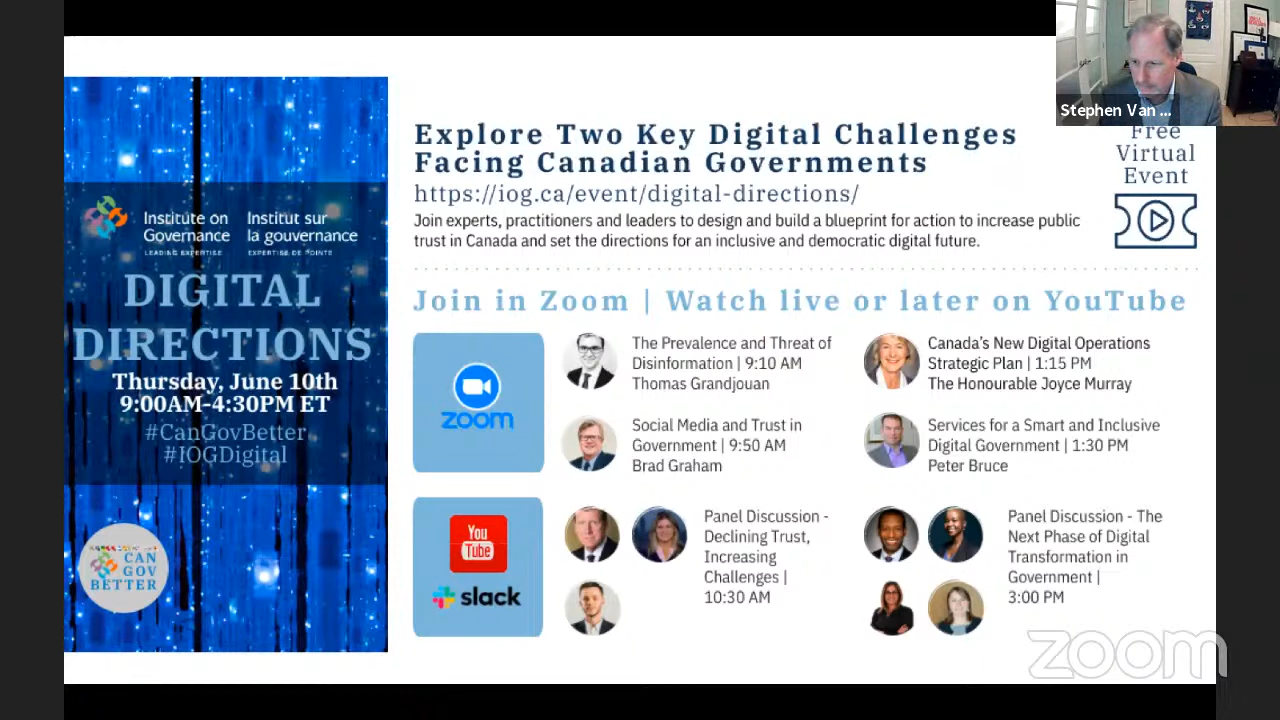 Stephen Van ...
Explore Two Key Digital Challenges
Facing Canadian Governments
https://iog.ca/event/digital-directions/
Join experts, practitioners and leaders to design and build a blueprint for action to increase public
trust in Canada and set the directions for an inclusive and democratic digital future.
Free
Virtual
Event
Institute on
Governance
LEADING EXPERTISE
Institut sur
la gouvernance
EXPERTISE DE POINTE
DIGITAL
DIRECTIONS
Thursday, June 10th
9:00AM-4:30PM ET
#CanGovBetter
#IOGDigital
CAN
GOV
BETTER
Join in Zoom | Watch live or later on YouTube
zoom
The Prevalence and Threat of
Disinformation | 9:10 AM
Thomas Grandjouan
Canada's New Digital Operations
Strategic Plan | 1:15 PM
The Honourable Joyce Murray
Social Media and Trust in
Government | 9:50 AM
Brad Graham
Services for a Smart and Inclusive
Digital Government | 1:30 PM
Peter Bruce
You
Tube
slack
Panel Discussion -
Declining Trust,
Increasing
Challenges |
10:30 AM
Panel Discussion - The
Next Phase of Digital
Transformation in
Government |
3:00 PM
zoom